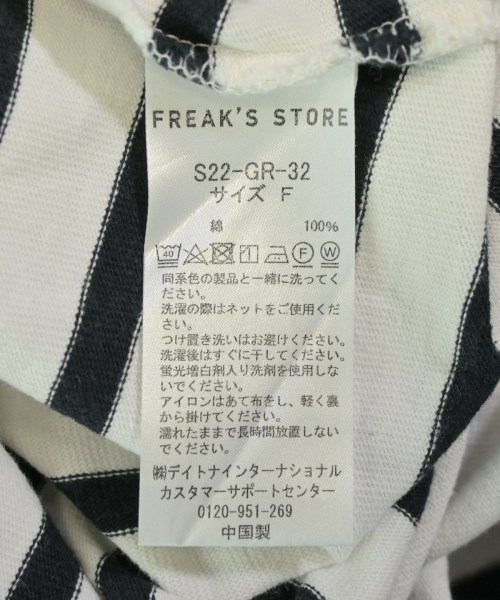 FREAK'S STORE
S22-GR-32
サイズ F
綿 100%
40 F W
同系色の製品と一緒に洗ってく
ださい。
洗濯の際はネットをご使用くだ
さい。
つけ置き洗いはお避けください。
洗濯後はすぐに干してください。
蛍光増白剤入り洗剤を使用しな
いでください。
アイロンはあて布をし、軽く裏
から掛けてください。
濡れたままで長時間放置しない
でください。
㈱デイトナインターナショナル
カスタマーサポートセンター
0120-951-269
中国製